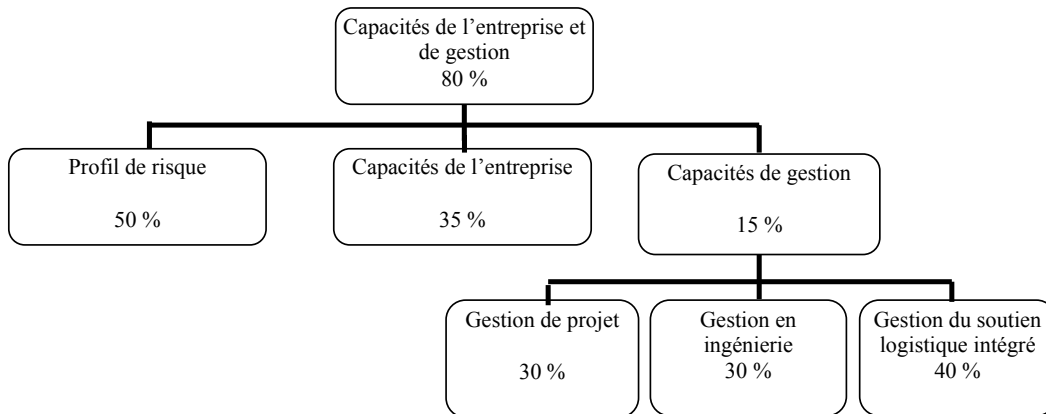 Capacités de l’entreprise et
de gestion
80 %
Profil de risque
50 %
Capacités de l’entreprise
35 %
Capacités de gestion
15 %
Gestion de projet
30 %
Gestion en
ingénierie
30 %
Gestion du soutien
logistique intégré
40 %